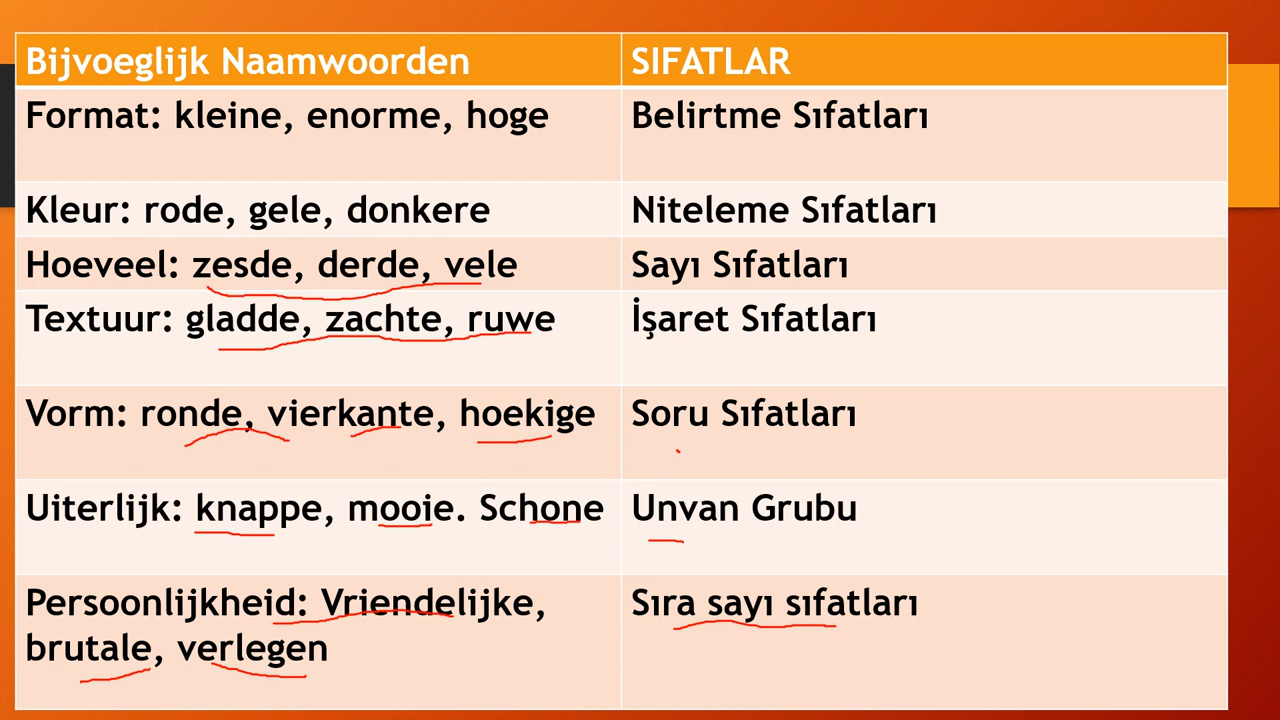 Bijvoeglijk Naamwoorden
SIFATLAR
Format: kleine, enorme, hoge
Belirtme Sıfatları
Kleur: rode, gele, donkere
Niteleme Sıfatları
Hoeveel: zesde, derde, vele
Sayı Sıfatları
Textuur: gladde, zachte, ruwe
İşaret Sıfatları
Vorm: ronde, vierkante, hoekige
Soru Sıfatları
Uiterlijk: knappe, mooie. Schone
Unvan Grubu
Persoonlijkheid: Vriendelijke,
brutale, verlegen
Sıra sayı sıfatları